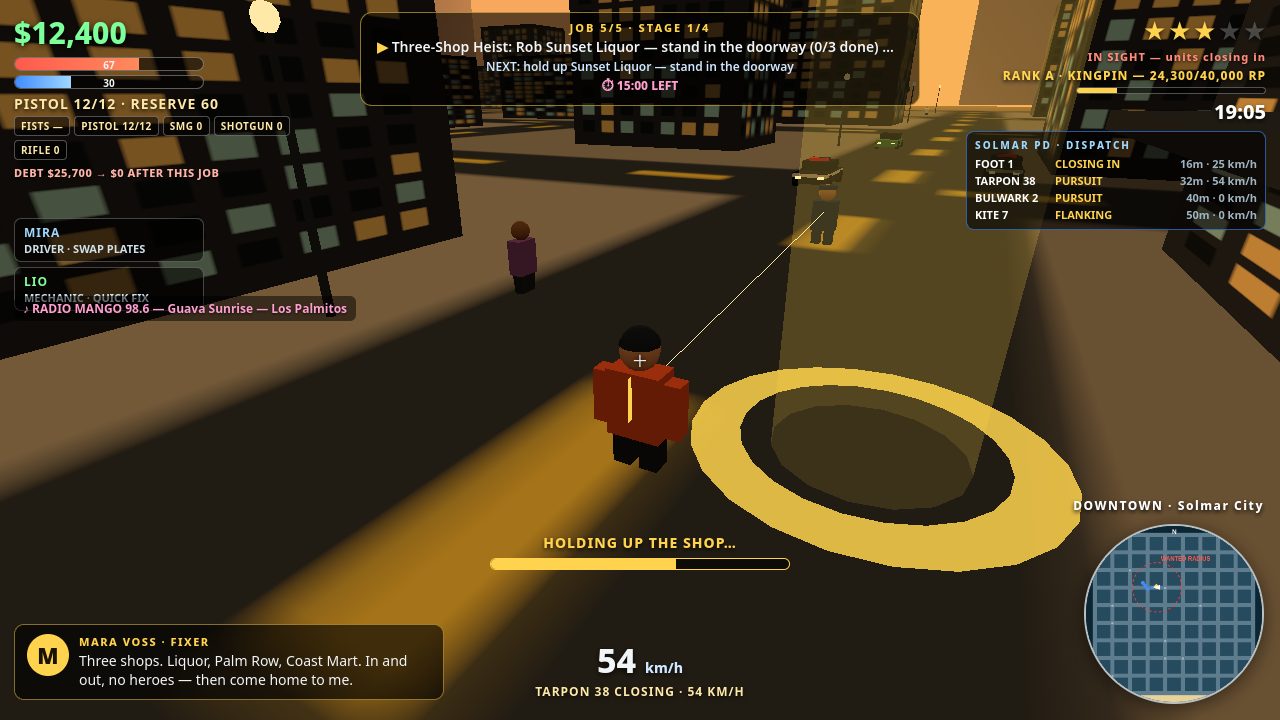 $12,400
67
30
PISTOL 12/12 · RESERVE 60
FISTS —
PISTOL 12/12
SMG 0
SHOTGUN 0
RIFLE 0
DEBT $25,700 → $0 AFTER THIS JOB
MIRA
DRIVER · SWAP PLATES
LIO
MECHANIC · QUICK FIX
♪ RADIO MANGO 98.6 — Guava Sunrise — Los Palmitos
JOB 5/5 · STAGE 1/4
▶ Three-Shop Heist: Rob Sunset Liquor — stand in the doorway (0/3 done) ...
NEXT: hold up Sunset Liquor — stand in the doorway
⏱ 15:00 LEFT
★★★★★
IN SIGHT — units closing in
RANK A · KINGPIN — 24,300/40,000 RP
19:05
SOLMAR PD · DISPATCH
FOOT 1 CLOSING IN 16m · 25 km/h
TARPON 38 PURSUIT 32m · 54 km/h
BULWARK 2 PURSUIT 40m · 0 km/h
KITE 7 FLANKING 50m · 0 km/h
HOLDING UP THE SHOP...
DOWNTOWN · Solmar City
N
WANTED RADIUS
M
MARA VOSS · FIXER
Three shops. Liquor, Palm Row, Coast Mart. In and
out, no heroes — then come home to me.
54 km/h
TARPON 38 CLOSING · 54 KM/H